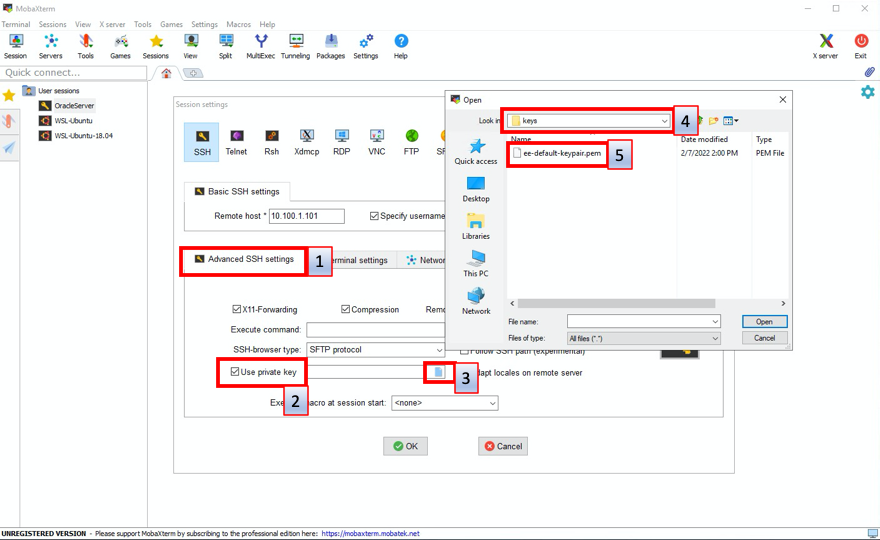 MobaXterm
Terminal Sessions View X server Tools Games Settings Macros Help
Session Servers Tools Games Sessions View Split MultiExec Tunneling Packages Settings Help X server Exit
Quick connect...
User sessions
OracleServer
WSL-Ubuntu
WSL-Ubuntu-18.04
Session settings
SSH Telnet Rsh Xdmcp RDP VNC FTP
Basic SSH settings
Remote host * 10.100.1.101 Specify username
Advanced SSH settings 1 erminal settings Networ
X11-Forwarding Compression Remo
Execute command:
SSH-browser type: SFTP protocol Follow SSH path (experimental)
Use private key 3 dapt locales on remote server
2
Exe acro at session start: <none>
OK Cancel
Open
Look in keys 4
Name Date modified Type
ee-default-keypair.pem 5 2/7/2022 2:00 PM PEM File
Quick access
Desktop
Libraries
This PC
Network
File name: Open
Files of type: All files (*.*) Cancel
UNREGISTERED VERSION - Please support MobaXterm by subscribing to the professional edition here: https://mobaxterm.mobatek.net